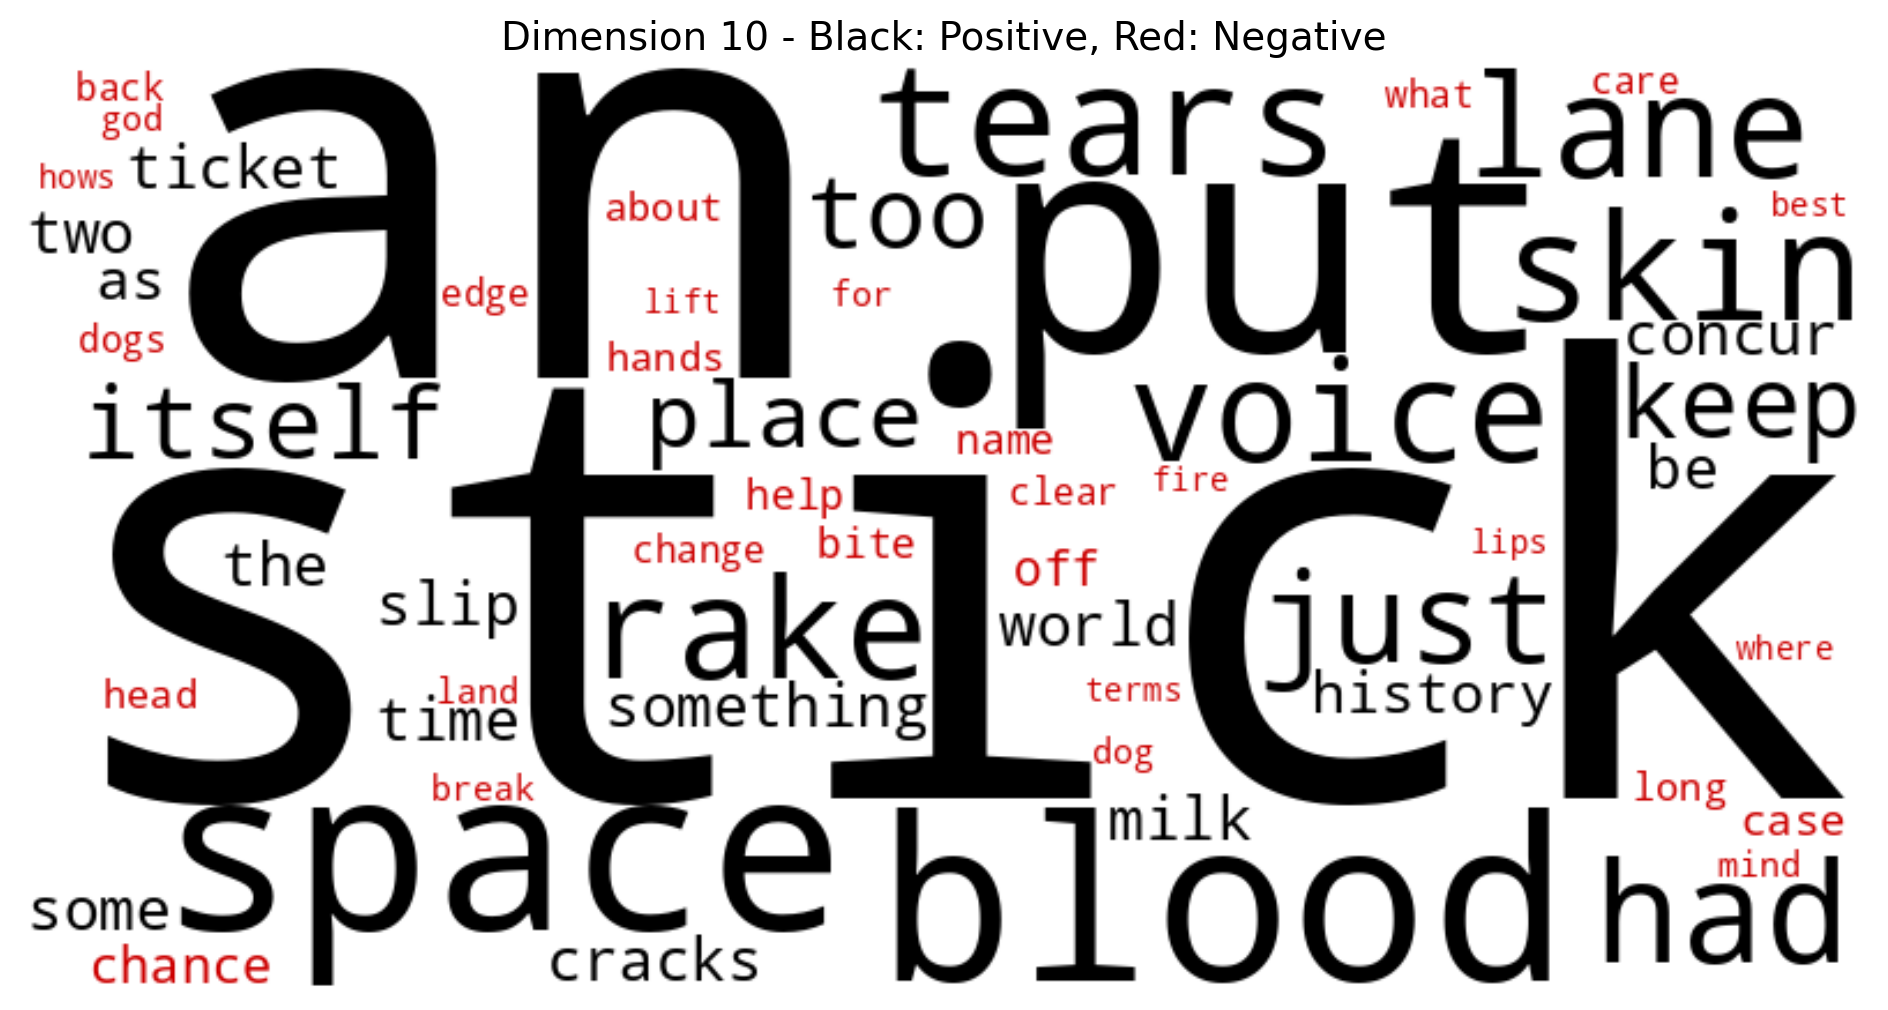 Dimension 10 - Black: Positive, Red: Negative
back
god
hows
ticket
two
as
dogs
an
edge
about
lift
hands
tears
too
for
what
care
lane
best
put
skin
concur
itself
place
name
voice
keep
be
stick
the
slip
help
clear
fire
change
bite
off
lips
rake
world
just
where
head
land
time
something
terms
history
dog
break
long
case
mind
space
milk
blood
had
some
chance
cracks